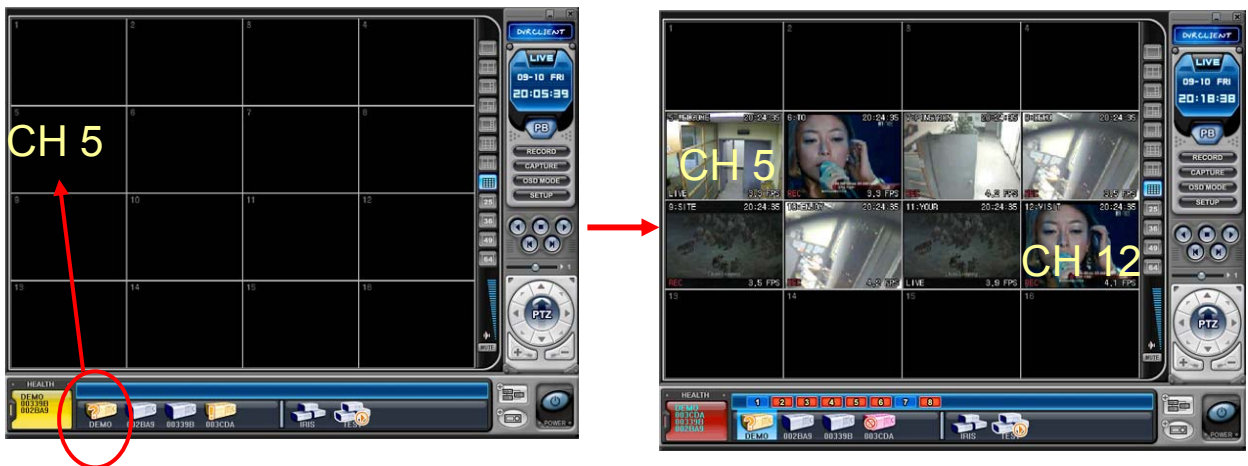 1 2 3 4
DVRCLIENT
LIVE
09-10 FRI
20:05:39
5 6 7 8
CH 5
PB
RECORD
CAPTURE
OSD MODE
SETUP
9 10 11 12
25
36
49
64
1
13 14 15 16
PTZ
MUTE
HEALTH
DEMO
00339B
002BA9
DEMO 002BA9 00339B 003CDA IRIS TEST
POWER
1 2 3 4
DVRCLIENT
LIVE
09-10 FRI
20:18:38
20:24:35 6:TO 20:24:35 20:24:35
CH 5
PB
RECORD
CAPTURE
OSD MODE
SETUP
LIVE 3,9 FPS REC 3,9 FPS REC 4,2 FPS REC 3,5 FPS
9:SITE 20:24:35 20:24:35 11:YOUR 20:24:35 12:VISIT 20:24:35
25
36
49
64
CH 12
REC 3,5 FPS REC 4,2 FPS LIVE 3,9 FPS REC 4,1 FPS
1
13 14 15 16
PTZ
MUTE
HEALTH
DEMO
003CDA
00339B
002BA9
1 2 3 4 5 6 7 8
DEMO 002BA9 00339B 003CDA IRIS TEST
POWER